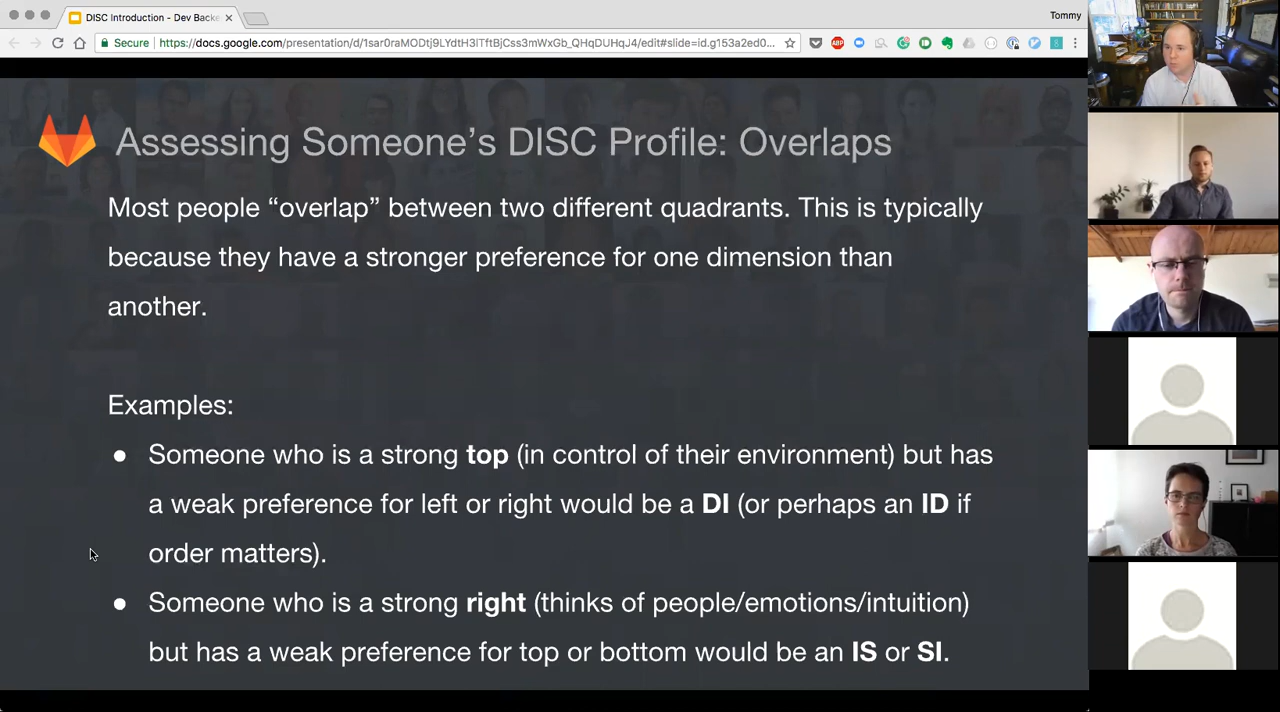 DISC Introduction - Dev Backe
Tommy
Secure
https://docs.google.com/presentation/d/1sar0raMODtj9LYdtH3lTftBjCss3mWxGb_QHqDUHqJ4/edit#slide=id.g153a2ed0...
ABP
Assessing Someone's DISC Profile: Overlaps
Most people “overlap” between two different quadrants. This is typically
because they have a stronger preference for one dimension than
another.
Examples:
● Someone who is a strong top (in control of their environment) but has
a weak preference for left or right would be a DI (or perhaps an ID if
order matters).
● Someone who is a strong right (thinks of people/emotions/intuition)
but has a weak preference for top or bottom would be an IS or SI.